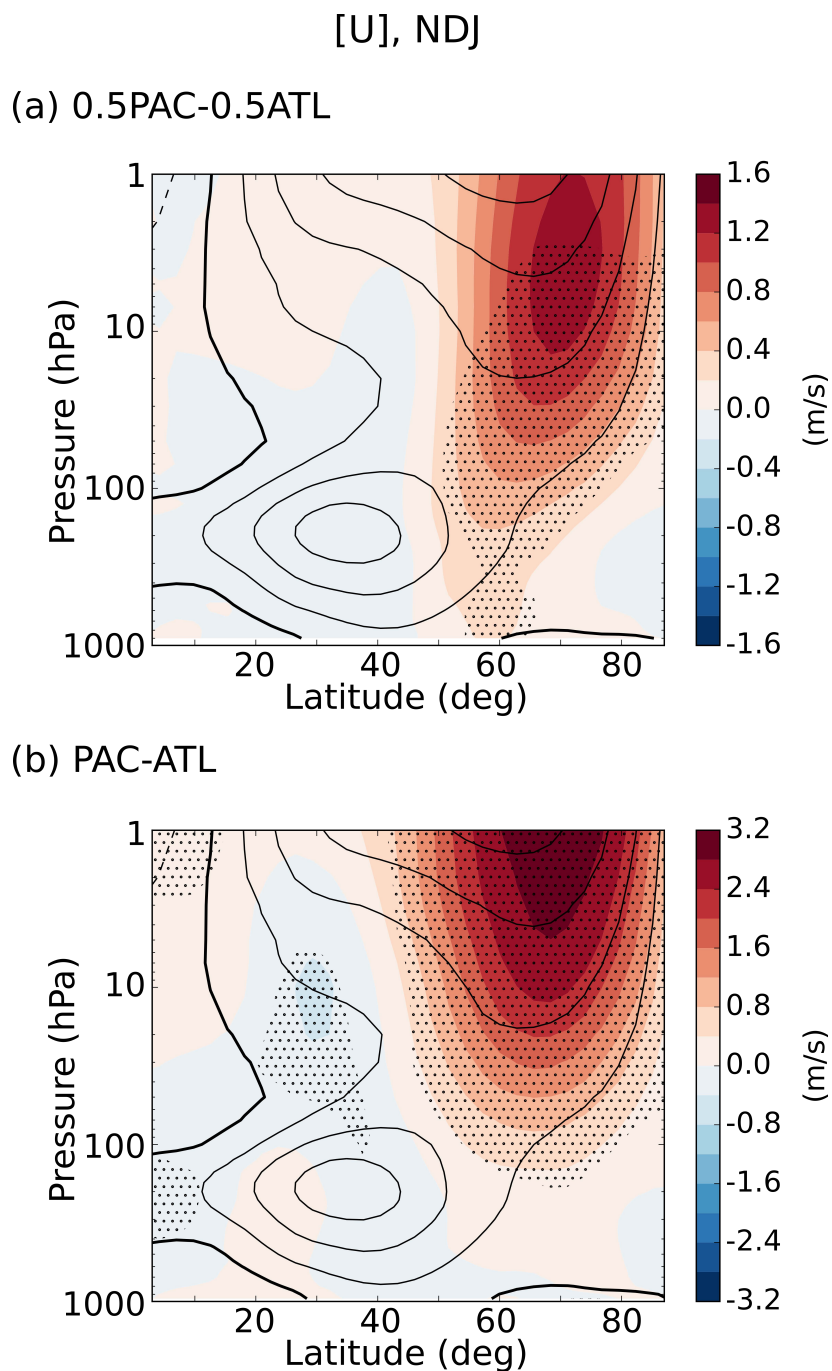 [U], NDJ
(a) 0.5PAC-0.5ATL
1
10
100
1000
Pressure (hPa)
20 40 60 80
Latitude (deg)
1.6
1.2
0.8
0.4
0.0
-0.4
-0.8
-1.2
-1.6
(m/s)
(b) PAC-ATL
1
10
100
1000
Pressure (hPa)
20 40 60 80
Latitude (deg)
3.2
2.4
1.6
0.8
0.0
-0.8
-1.6
-2.4
-3.2
(m/s)